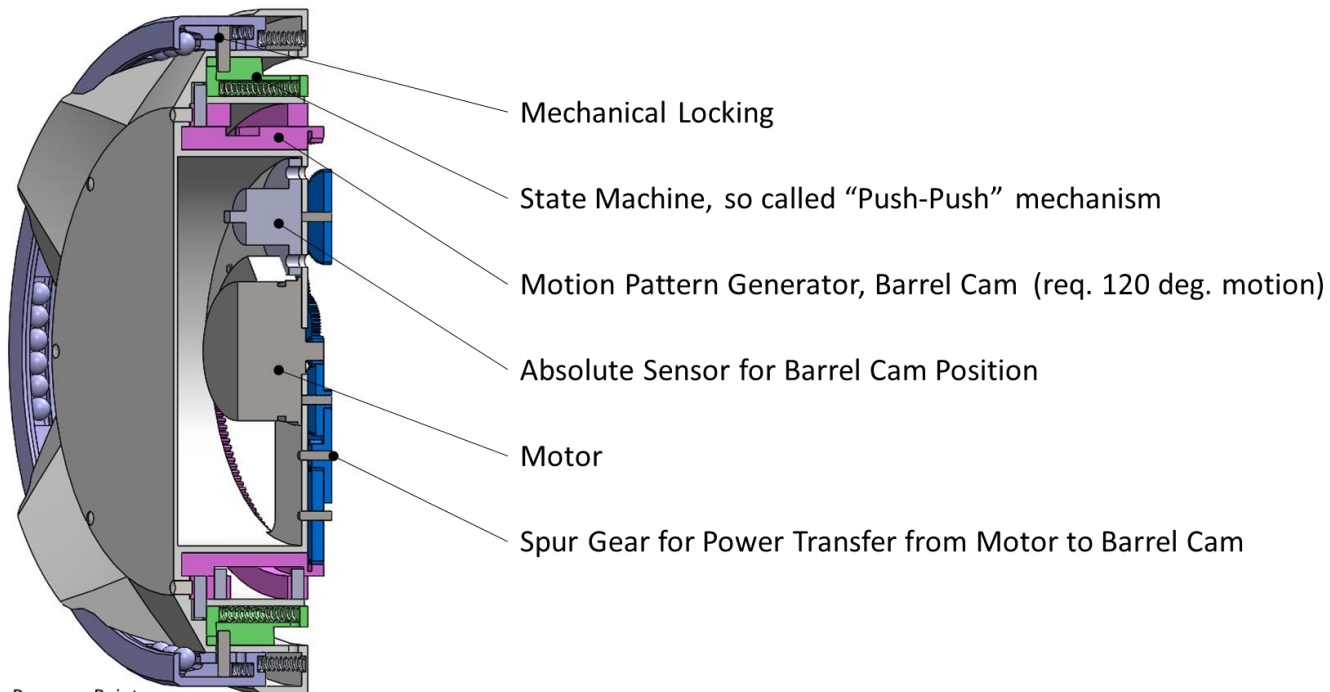 Mechanical Locking
State Machine, so called “Push-Push” mechanism
Motion Pattern Generator, Barrel Cam (req. 120 deg. motion)
Absolute Sensor for Barrel Cam Position
Motor
Spur Gear for Power Transfer from Motor to Barrel Cam